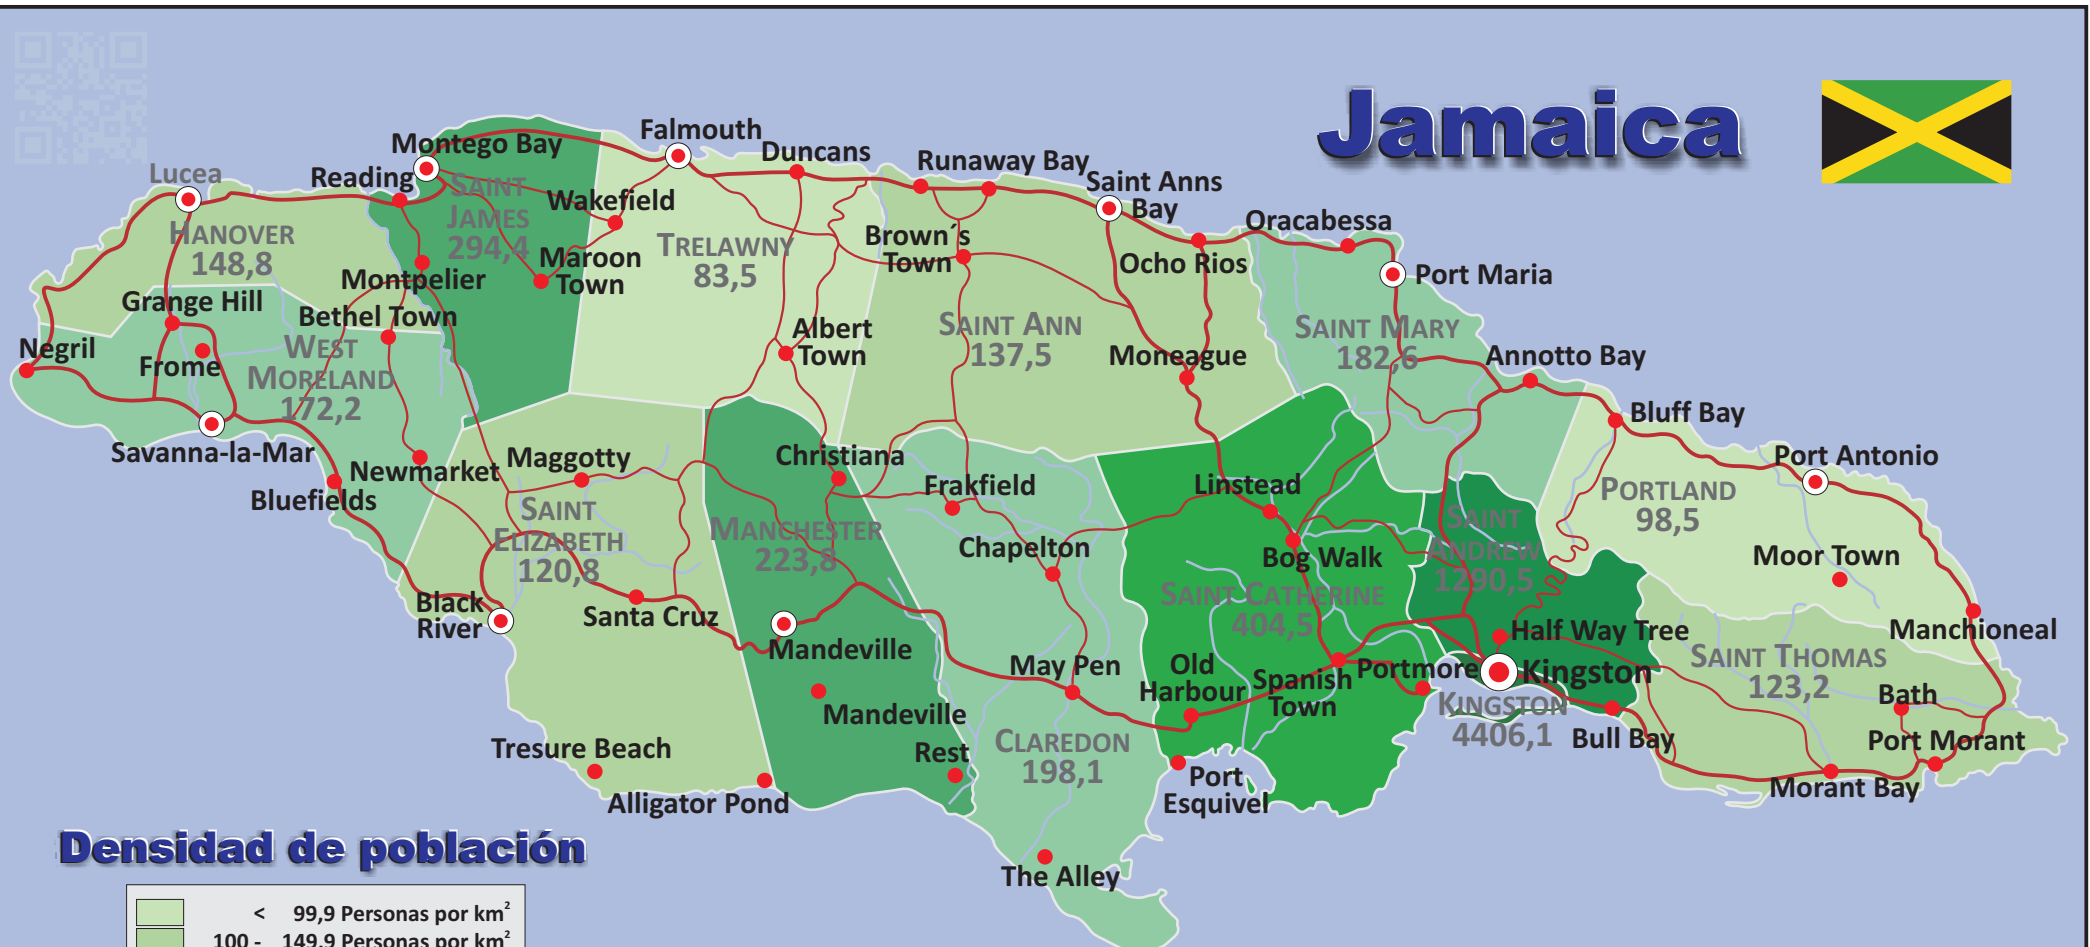 Jamaica
Montego Bay
Falmouth
Duncans
Runaway Bay
Saint Anns
Bay
Lucea
Reading
SAINT
JAMES
294,4
Wakefield
Oracabessa
HANOVER
148,8
TRELAWNY
83,5
Brown´s
Town
Maroon
Town
Ocho Rios
Port Maria
Montpelier
Grange Hill
Bethel Town
Albert
Town
SAINT ANN
137,5
SAINT MARY
182,6
Negril
Frome
WEST
MORELAND
172,2
Moneague
Annotto Bay
Bluff Bay
Savanna-la-Mar
Newmarket
Maggotty
Christiana
Port Antonio
Bluefields
Frakfield
Linstead
PORTLAND
98,5
SAINT
ELIZABETH
120,8
MANCHESTER
223,8
Chapelton
Bog Walk
SAINT
ANDREW
1290,5
Moor Town
Black
River
Santa Cruz
SAINT CATHERINE
404,5
Half Way Tree
Manchioneal
Mandeville
May Pen
Old
Harbour
Spanish
Town
Portmore
Kingston
SAINT THOMAS
123,2
Bath
Mandeville
KINGSTON
4406,1
Bull Bay
Port Morant
Tresure Beach
Rest
CLAREDON
198,1
Port
Esquivel
Morant Bay
Alligator Pond
The Alley
Densidad de población
< 99,9 Personas por km²
100 - 149,9 Personas por km²